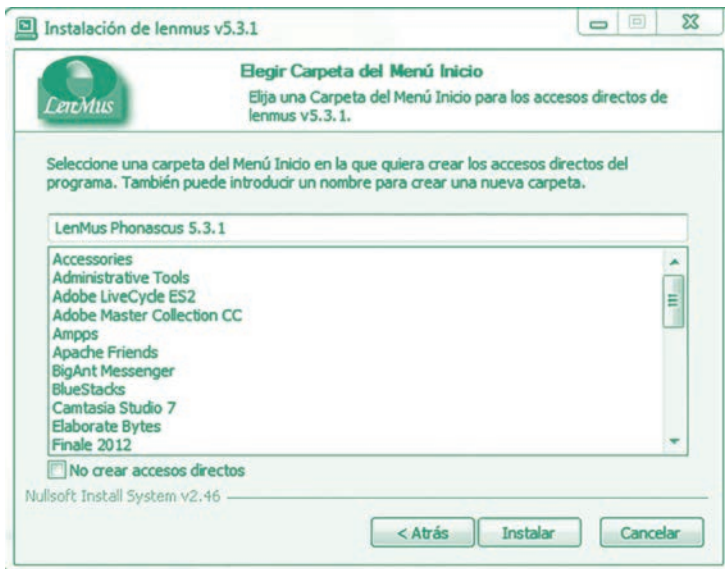 Instalación de lenmus v5.3.1
LenMus
Elegir Carpeta del Menú Inicio
Elija una Carpeta del Menú Inicio para los accesos directos de
lenmus v5.3.1.
Seleccione una carpeta del Menú Inicio en la que quiera crear los accesos directos del
programa. También puede introducir un nombre para crear una nueva carpeta.
LenMus Phonascus 5.3.1
Accessories
Administrative Tools
Adobe LiveCycle ES2
Adobe Master Collection CC
Ampps
Apache Friends
BigAnt Messenger
BlueStacks
Camtasia Studio 7
Elaborate Bytes
Finale 2012
No crear accesos directos
Nullsoft Install System v2.46
< Atrás Instalar Cancelar